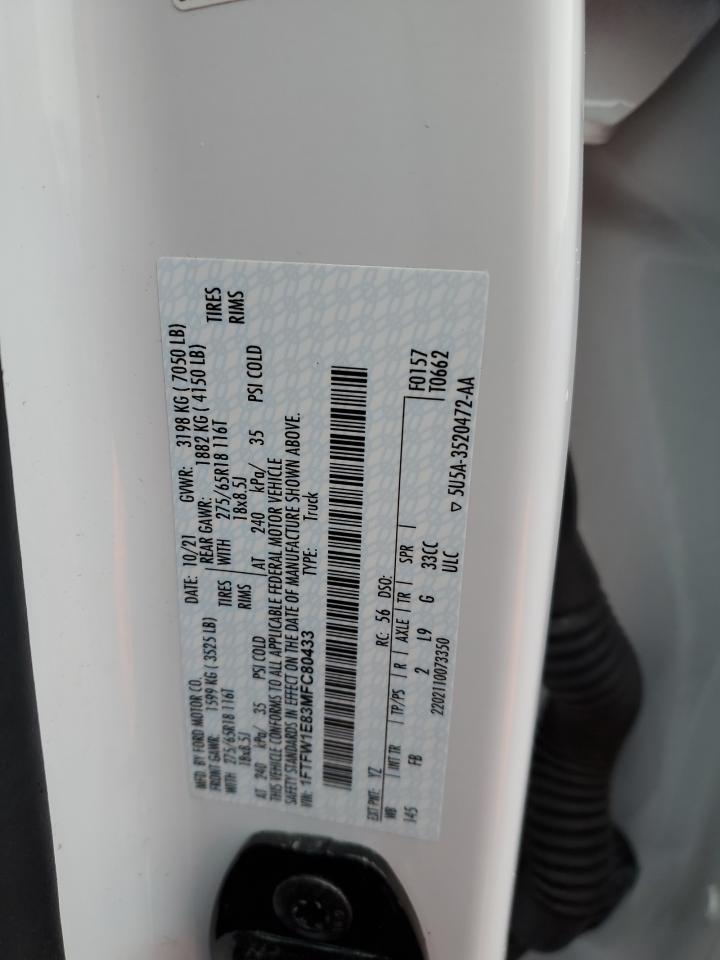 MFD. BY FORD MOTOR CO.
DATE: 10/21 GVWR: 3198 KG ( 7050 LB)
FRONT GAWR: 1599 KG ( 3525 LB) REAR GAWR: 1882 KG ( 4150 LB)
WITH 275/65R18 116T TIRES WITH 275/65R18 116T TIRES
18x8.5J RIMS 18x8.5J RIMS
AT 240 kPa/ 35 PSI COLD AT 240 kPa/ 35 PSI COLD
THIS VEHICLE CONFORMS TO ALL APPLICABLE FEDERAL MOTOR VEHICLE
SAFETY STANDARDS IN EFFECT ON THE DATE OF MANUFACTURE SHOWN ABOVE.
VIN: 1FTFW1E83MFC80433 TYPE: Truck
EXT PNT: YZ RC: 56 DSO:
WB INT TR TP/PS R AXLE TR SPR F0157
145 FB 2 L9 G 33CC T0662
2202110073350 ULC ▽ 5U5A-3520472-AA